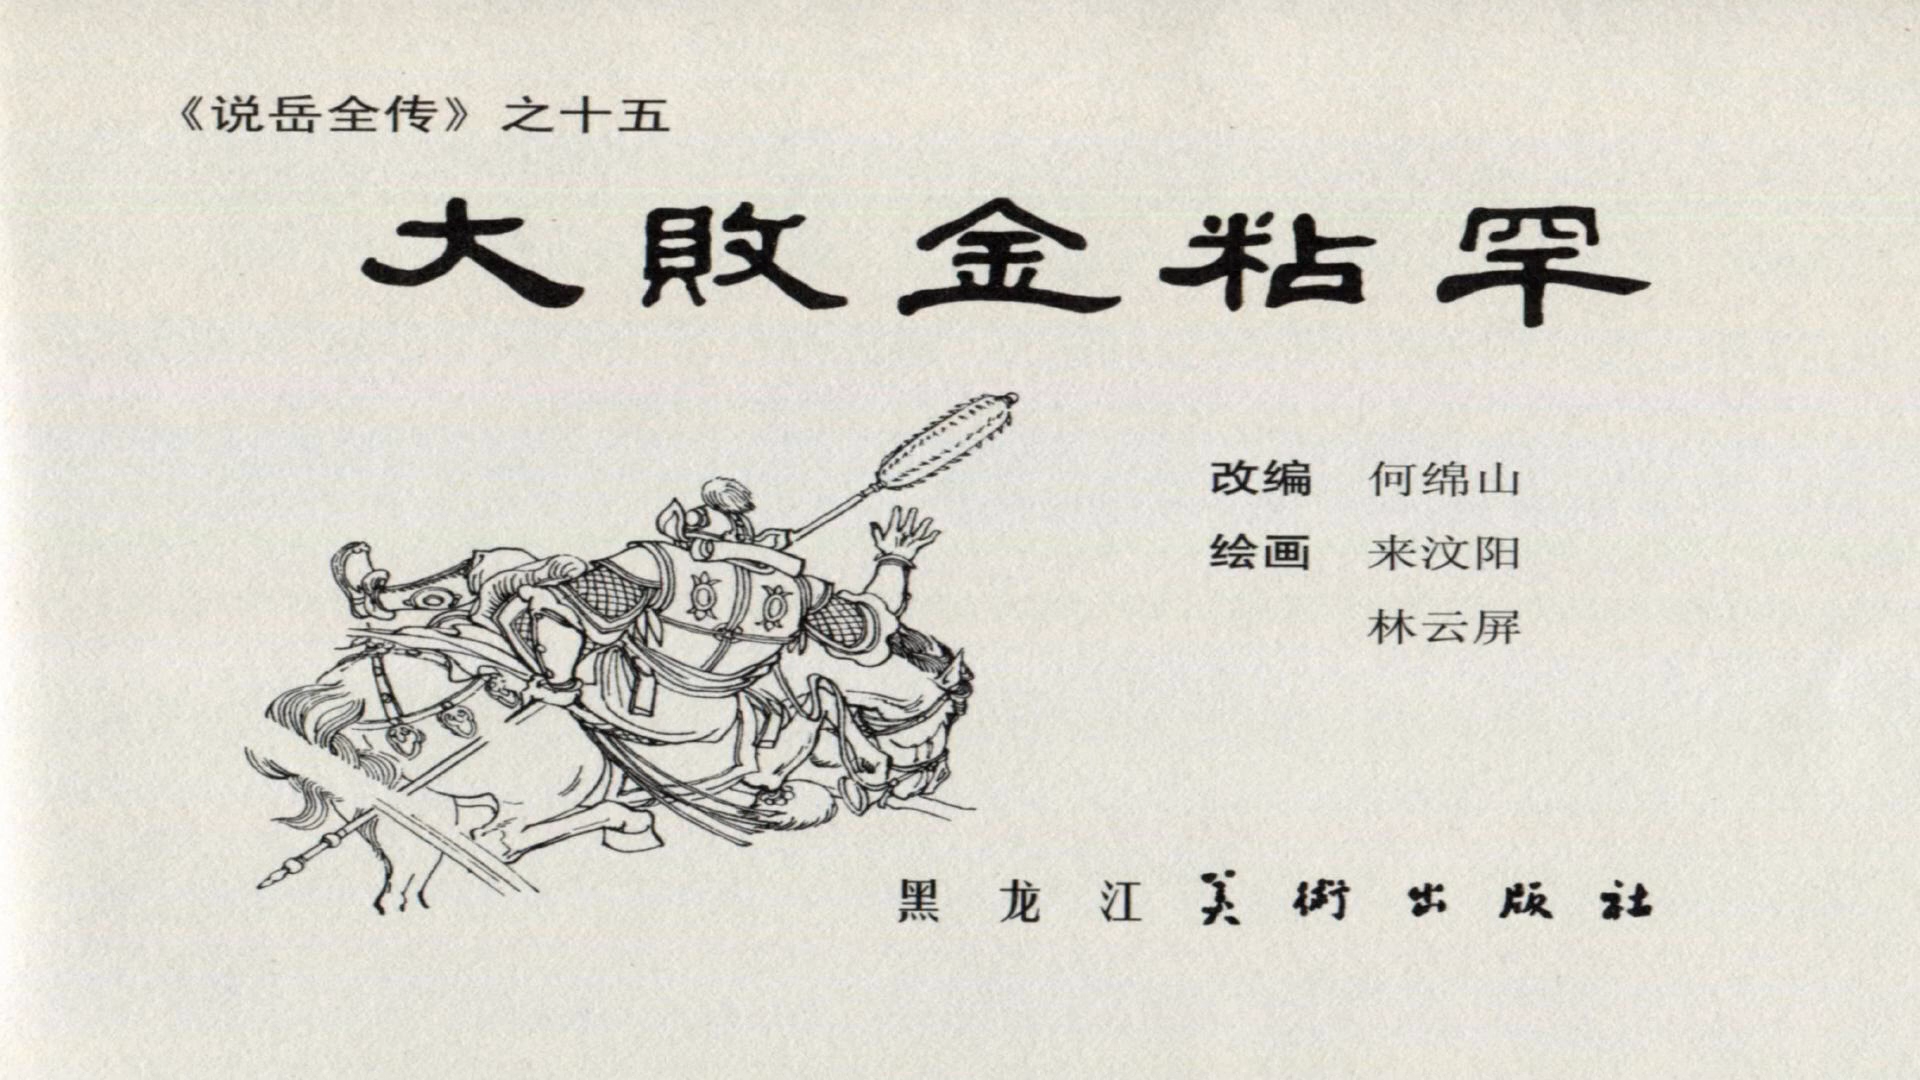 《说岳全传》之十五
大敗金粘罕
改编 何绵山
绘画 来汶阳
林云屏
黑龙江美術出版社